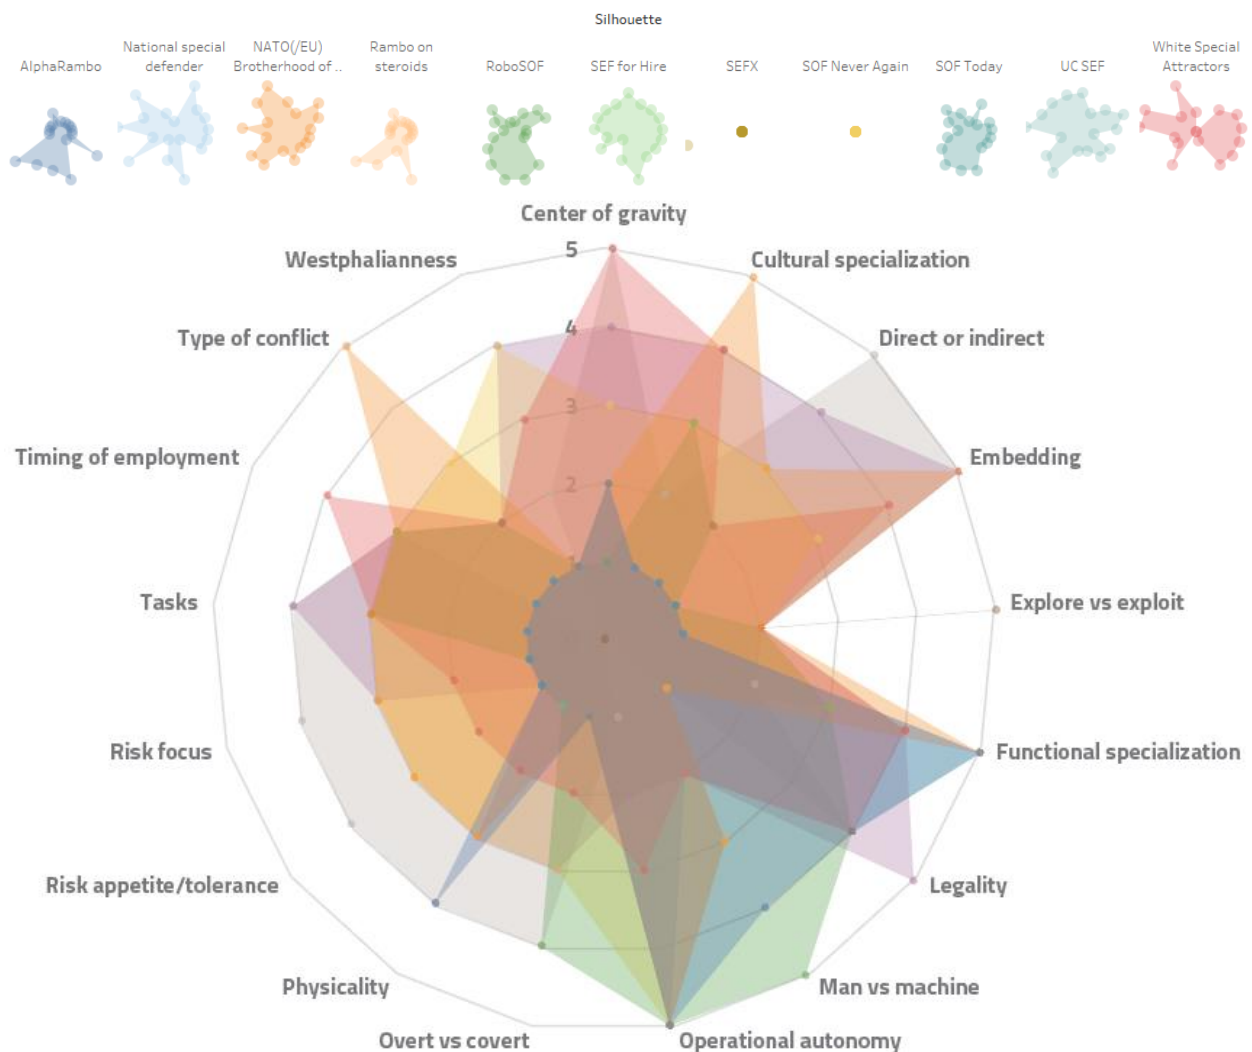 Silhouette
AlphaRambo
National special
defender
NATO(/EU)
Brotherhood of ..
Rambo on
steroids
RoboSOF
SEF for Hire
SEFX
SOF Never Again
SOF Today
UC SEF
White Special
Attractors
Center of gravity
Westphalianness
5
Cultural specialization
Type of conflict
4
Direct or indirect
3
Timing of employment
Embedding
2
1
Tasks
Explore vs exploit
0
Risk focus
Functional specialization
Risk appetite/tolerance
Legality
Physicality
Man vs machine
Overt vs covert
Operational autonomy